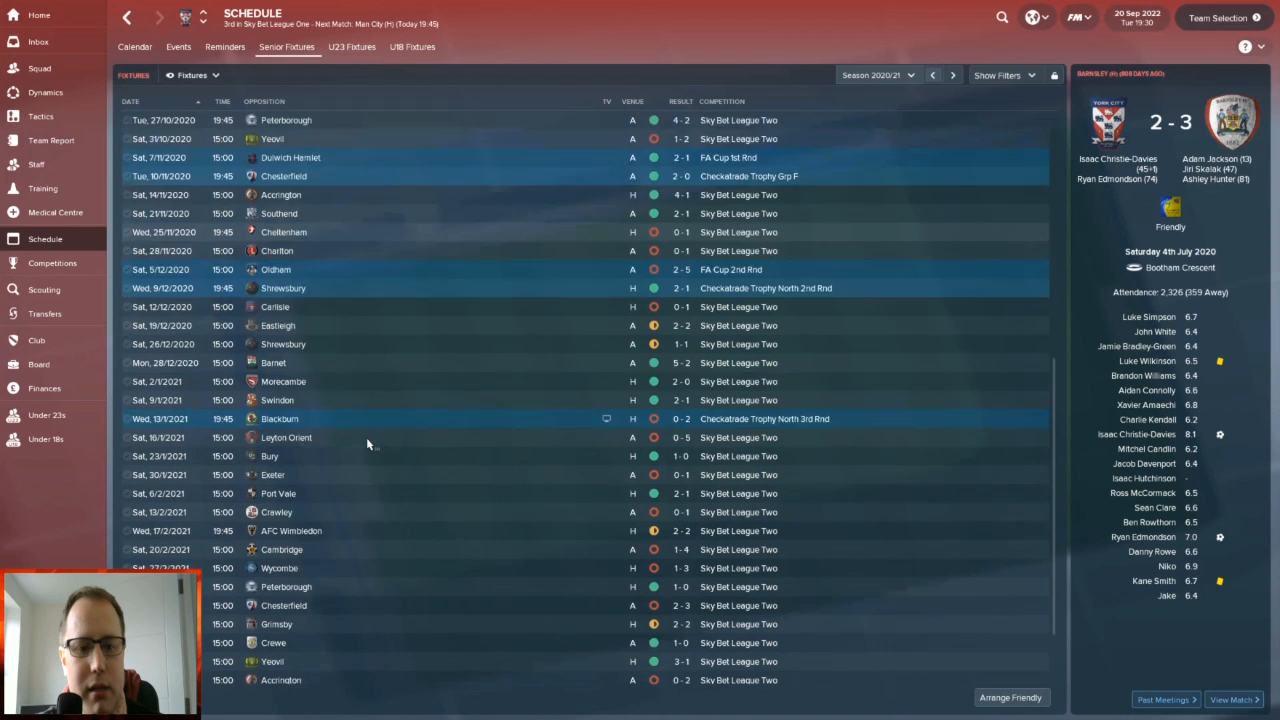 Home
Inbox
Squad
Dynamics
Tactics
Team Report
Staff
Training
Medical Centre
Schedule
Competitions
Scouting
Transfers
Club
Board
Finances
Under 23s
Under 18s
SCHEDULE
3rd in Sky Bet League One - Next Match: Man City (H) (Today 19:45)
FM
20 Sep 2022
Tue 19:30
Team Selection
Calendar Events Reminders Senior Fixtures U23 Fixtures U18 Fixtures
?
FIXTURES Fixtures Season 2020/21 Show Filters
DATE TIME OPPOSITION TV VENUE RESULT COMPETITION
Tue, 27/10/2020 19:45 Peterborough A 4 - 2 Sky Bet League Two
Sat, 31/10/2020 15:00 Yeovil A 1 - 2 Sky Bet League Two
Sat, 7/11/2020 15:00 Dulwich Hamlet A 2 - 1 FA Cup 1st Rnd
Tue, 10/11/2020 19:45 Chesterfield A 2 - 0 Checkatrade Trophy Grp F
Sat, 14/11/2020 15:00 Accrington H 4 - 1 Sky Bet League Two
Sat, 21/11/2020 15:00 Southend A 2 - 1 Sky Bet League Two
Wed, 25/11/2020 19:45 Cheltenham H 0 - 1 Sky Bet League Two
Sat, 28/11/2020 15:00 Charlton A 0 - 1 Sky Bet League Two
Sat, 5/12/2020 15:00 Oldham A 2 - 5 FA Cup 2nd Rnd
Wed, 9/12/2020 19:45 Shrewsbury H 2 - 1 Checkatrade Trophy North 2nd Rnd
Sat, 12/12/2020 15:00 Carlisle H 0 - 1 Sky Bet League Two
Sat, 19/12/2020 15:00 Eastleigh A 2 - 2 Sky Bet League Two
Sat, 26/12/2020 15:00 Shrewsbury A 1 - 1 Sky Bet League Two
Mon, 28/12/2020 15:00 Barnet A 5 - 2 Sky Bet League Two
Sat, 2/1/2021 15:00 Morecambe H 2 - 0 Sky Bet League Two
Sat, 9/1/2021 15:00 Swindon H 2 - 1 Sky Bet League Two
Wed, 13/1/2021 19:45 Blackburn H 0 - 2 Checkatrade Trophy North 3rd Rnd
Sat, 16/1/2021 15:00 Leyton Orient A 0 - 5 Sky Bet League Two
Sat, 23/1/2021 15:00 Bury H 1 - 0 Sky Bet League Two
Sat, 30/1/2021 15:00 Exeter A 0 - 1 Sky Bet League Two
Sat, 6/2/2021 15:00 Port Vale H 2 - 1 Sky Bet League Two
Sat, 13/2/2021 15:00 Crawley A 0 - 1 Sky Bet League Two
Wed, 17/2/2021 19:45 AFC Wimbledon H 2 - 2 Sky Bet League Two
Sat, 20/2/2021 15:00 Cambridge A 1 - 4 Sky Bet League Two
Sat, 27/2/2021 15:00 Wycombe H 1 - 3 Sky Bet League Two
15:00 Peterborough H 1 - 0 Sky Bet League Two
15:00 Chesterfield A 2 - 3 Sky Bet League Two
15:00 Grimsby H 2 - 2 Sky Bet League Two
15:00 Crewe A 1 - 0 Sky Bet League Two
15:00 Yeovil H 3 - 1 Sky Bet League Two
15:00 Accrington A 0 - 2 Sky Bet League Two
Arrange Friendly
BARNSLEY (H) (808 DAYS AGO)
YORK CITY
BARNSLEY FC
2 - 3
Isaac Christie-Davies (45+1)
Ryan Edmondson (74)
Adam Jackson (13)
Jiri Skalak (47)
Ashley Hunter (81)
Friendly
Saturday 4th July 2020
Bootham Crescent
Attendance: 2,326 (359 Away)
Luke Simpson 6.7
John White 6.4
Jamie Bradley-Green 6.4
Luke Wilkinson 6.5
Brandon Williams 6.4
Aidan Connolly 6.6
Xavier Amaechi 6.8
Charlie Kendall 6.2
Isaac Christie-Davies 8.1
Mitchel Candlin 6.2
Jacob Davenport 6.4
Isaac Hutchinson -
Ross McCormack 6.5
Sean Clare 6.6
Ben Rowthorn 6.5
Ryan Edmondson 7.0
Danny Rowe 6.6
Niko 6.9
Kane Smith 6.7
Jake 6.4
Past Meetings
View Match